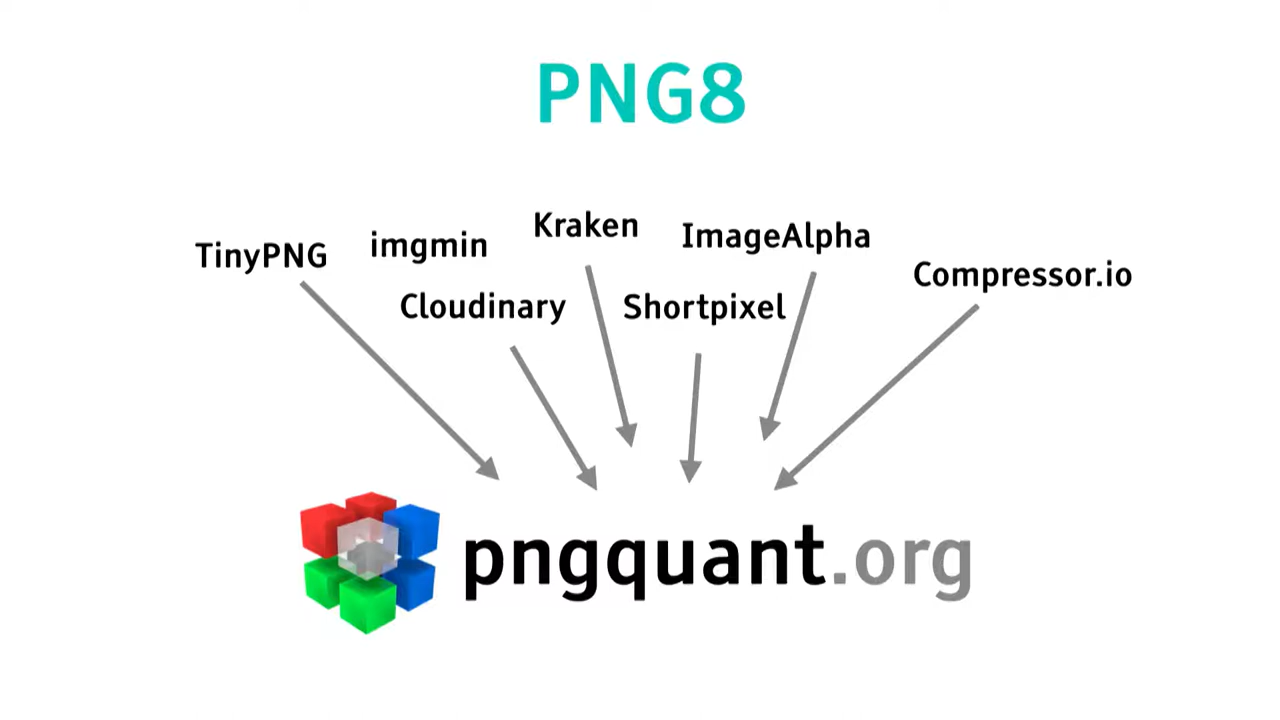 PNG8
TinyPNG
imgmin
Kraken
ImageAlpha
Compressor.io
Cloudinary
Shortpixel
pngquant.org